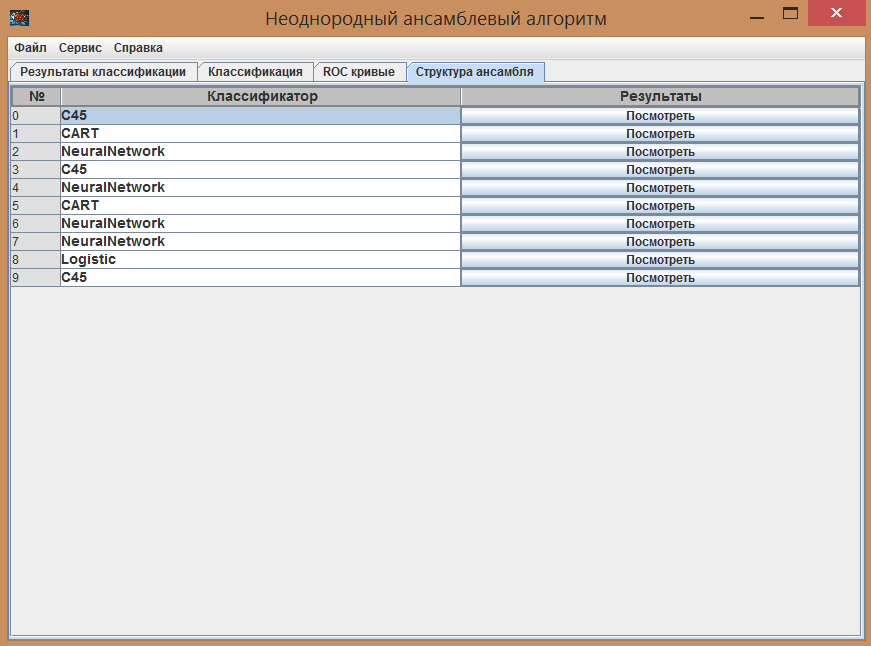 Неоднородный ансамблевый алгоритм
Файл Сервис Справка
Результаты классификации Классификация ROC кривые Структура ансамбля
№ Классификатор Результаты
0 C45 Посмотреть
1 CART Посмотреть
2 NeuralNetwork Посмотреть
3 C45 Посмотреть
4 NeuralNetwork Посмотреть
5 CART Посмотреть
6 NeuralNetwork Посмотреть
7 NeuralNetwork Посмотреть
8 Logistic Посмотреть
9 C45 Посмотреть